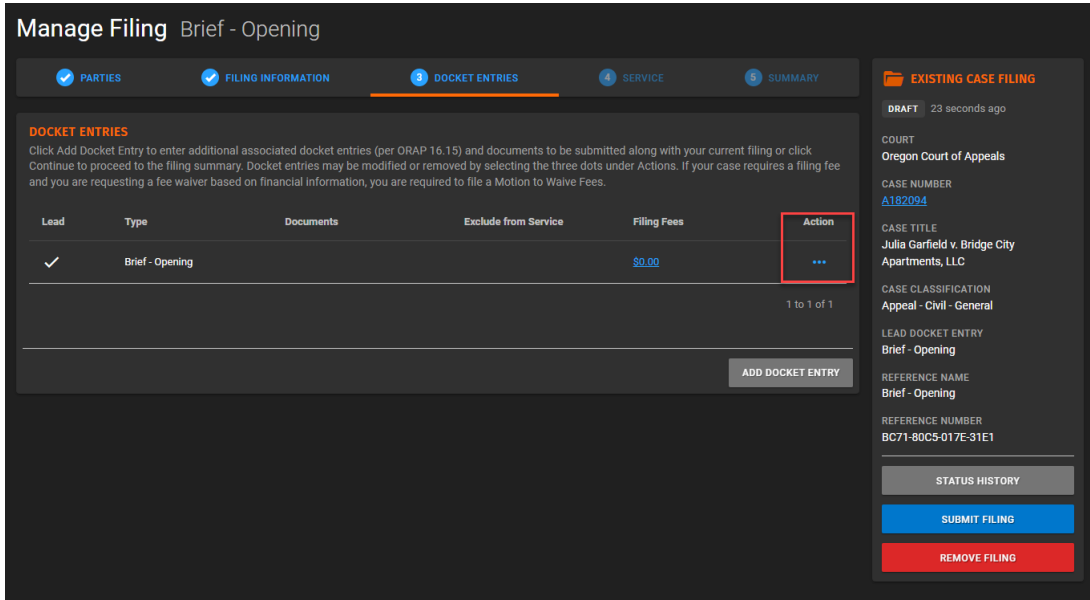 Manage Filing Brief - Opening
PARTIES
FILING INFORMATION
3 DOCKET ENTRIES
4 SERVICE
5 SUMMARY
DOCKET ENTRIES
Click Add Docket Entry to enter additional associated docket entries (per ORAP 16.15) and documents to be submitted along with your current filing or click
Continue to proceed to the filing summary. Docket entries may be modified or removed by selecting the three dots under Actions. If your case requires a filing fee
and you are requesting a fee waiver based on financial information, you are required to file a Motion to Waive Fees.
Lead Type Documents Exclude from Service Filing Fees Action
Brief - Opening $0.00
1 to 1 of 1
ADD DOCKET ENTRY
EXISTING CASE FILING
DRAFT 23 seconds ago
COURT
Oregon Court of Appeals
CASE NUMBER
A182094
CASE TITLE
Julia Garfield v. Bridge City
Apartments, LLC
CASE CLASSIFICATION
Appeal - Civil - General
LEAD DOCKET ENTRY
Brief - Opening
REFERENCE NAME
Brief - Opening
REFERENCE NUMBER
BC71-80C5-017E-31E1
STATUS HISTORY
SUBMIT FILING
REMOVE FILING